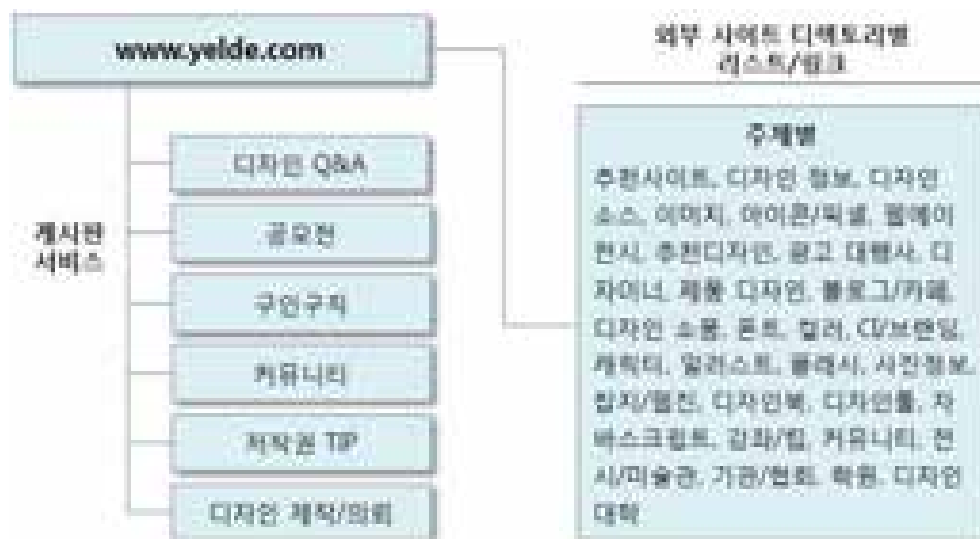 www.yelde.com
게시판
서비스
디자인 Q&A
공모전
구인구직
커뮤니티
저작권 TIP
디자인 제작/의뢰
외부 사이트 디렉토리별
리스트/링크
주제별
추천사이트, 디자인 정보, 디자인
소스, 이미지, 아이콘/픽셀, 웹에이
전시, 추천디자인, 광고 대행사, 디
자이너, 제품 디자인, 블로그/카페,
디자인 소품, 폰트, 컬러, CI/브랜딩,
캐릭터, 일러스트, 플래시, 사진정보,
잡지/웹진, 디자인북, 디자인툴, 자
바스크립트, 강좌/팁, 커뮤니티, 전
시/미술관, 기관/협회, 학원, 디자인
대학